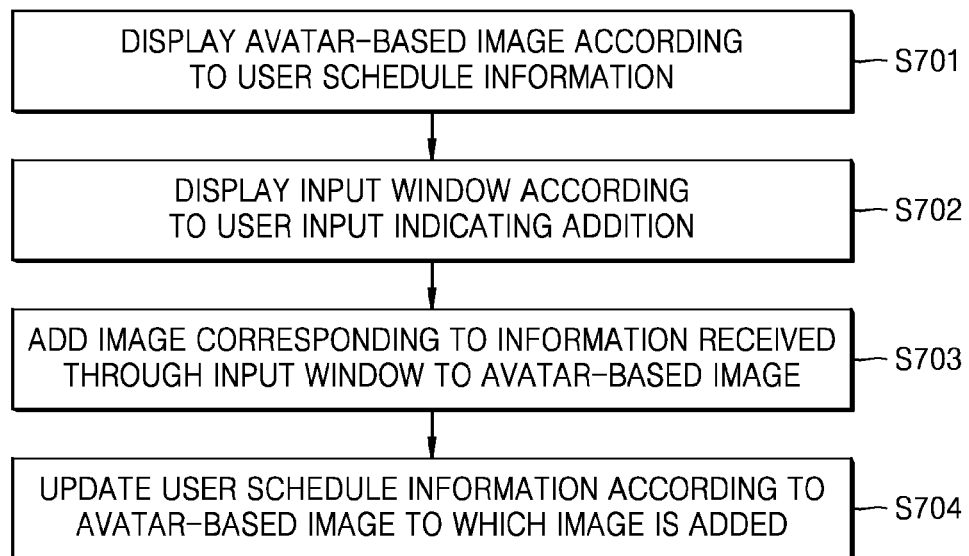 DISPLAY AVATAR-BASED IMAGE ACCORDING
TO USER SCHEDULE INFORMATION
S701
DISPLAY INPUT WINDOW ACCORDING
TO USER INPUT INDICATING ADDITION
S702
ADD IMAGE CORRESPONDING TO INFORMATION RECEIVED
THROUGH INPUT WINDOW TO AVATAR-BASED IMAGE
S703
UPDATE USER SCHEDULE INFORMATION ACCORDING TO
AVATAR-BASED IMAGE TO WHICH IMAGE IS ADDED
S704